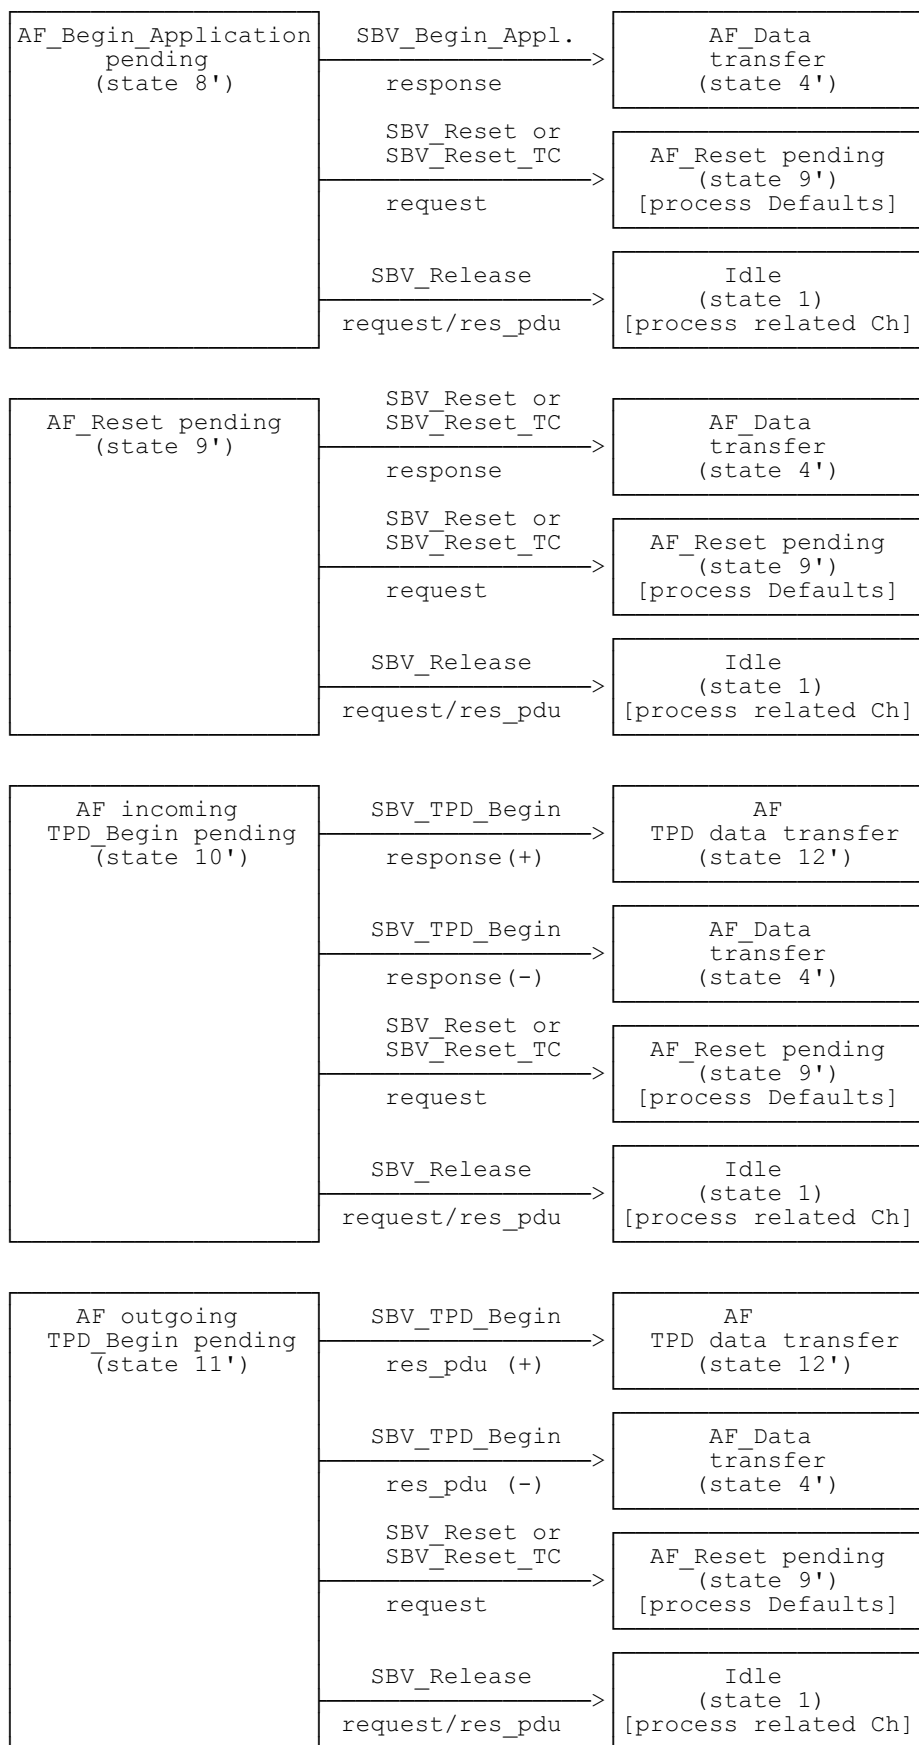 AF_Begin_Application SBV_Begin_Appl. AF_Data
pending transfer
(state 8') response (state 4')
SBV_Reset or
SBV_Reset_TC AF_Reset pending
(state 9')
request [process Defaults]
SBV_Release Idle
(state 1)
request/res_pdu [process related Ch]
SBV_Reset or
AF_Reset pending SBV_Reset_TC AF_Data
(state 9') transfer
response (state 4')
SBV_Reset or
SBV_Reset_TC AF_Reset pending
(state 9')
request [process Defaults]
SBV_Release Idle
(state 1)
request/res_pdu [process related Ch]
AF incoming SBV_TPD_Begin AF
TPD_Begin pending TPD data transfer
(state 10') response(+) (state 12')
SBV_TPD_Begin AF_Data
transfer
response(-) (state 4')
SBV_Reset or
SBV_Reset_TC AF_Reset pending
(state 9')
request [process Defaults]
SBV_Release Idle
(state 1)
request/res_pdu [process related Ch]
AF outgoing SBV_TPD_Begin AF
TPD_Begin pending TPD data transfer
(state 11') res_pdu (+) (state 12')
SBV_TPD_Begin AF_Data
transfer
res_pdu (-) (state 4')
SBV_Reset or
SBV_Reset_TC AF_Reset pending
(state 9')
request [process Defaults]
SBV_Release Idle
(state 1)
request/res_pdu [process related Ch]